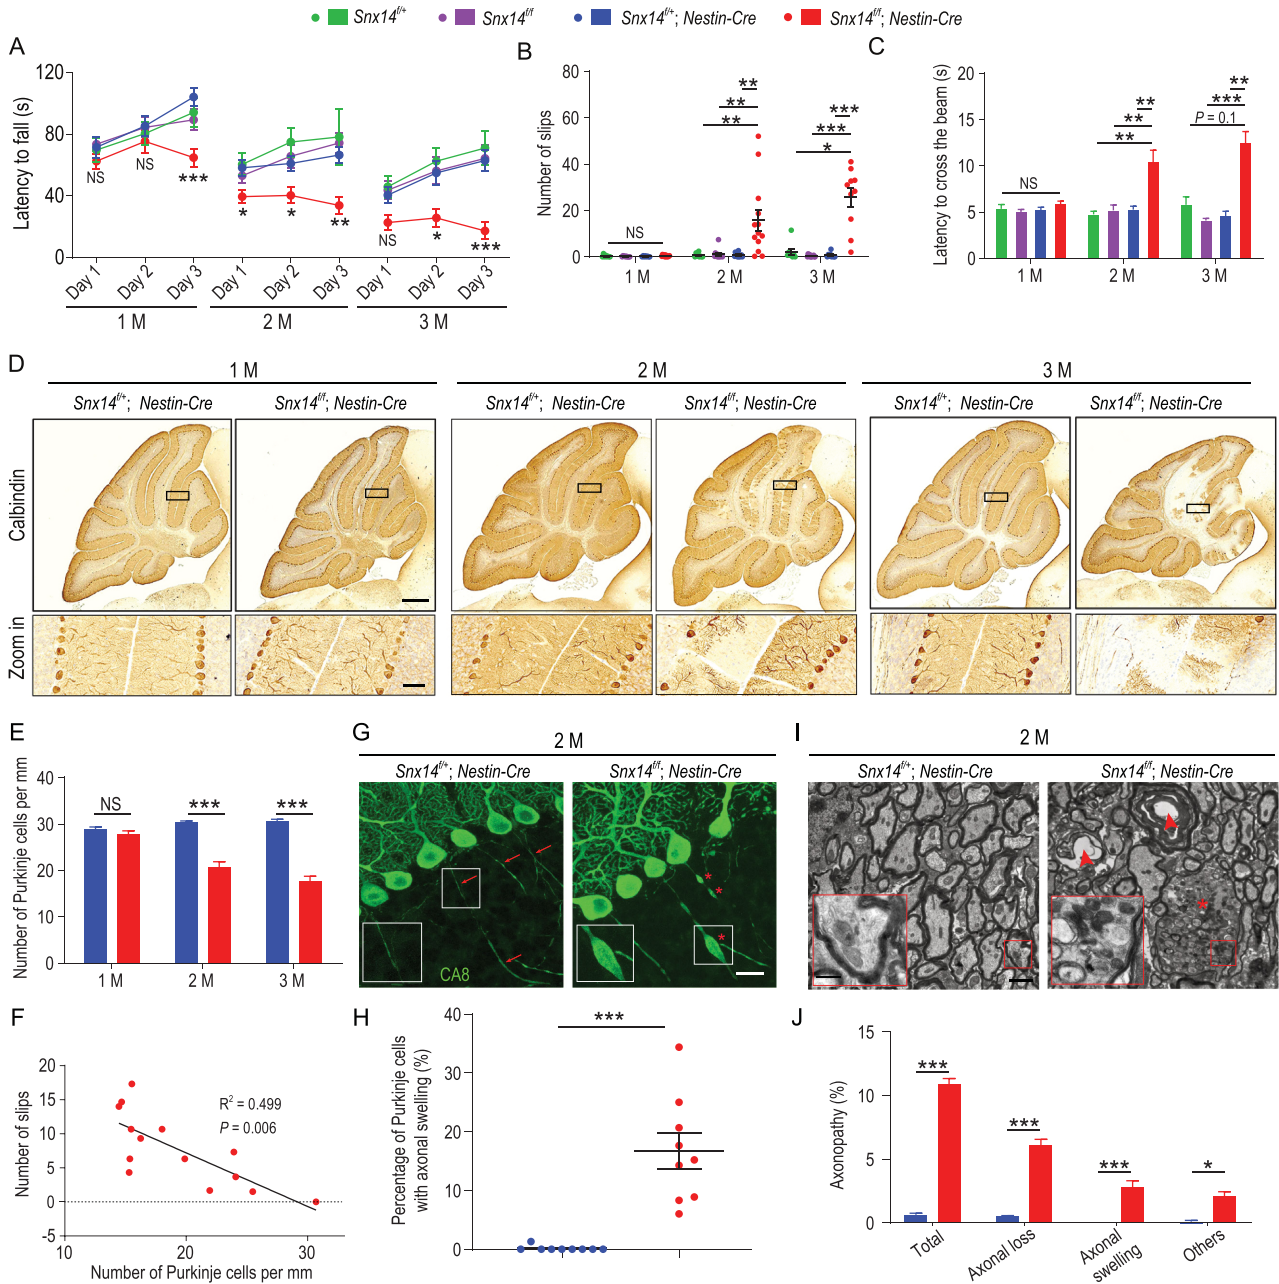 Snx14f/+ Snx14f/f Snx14f/+; Nestin-Cre Snx14f/f; Nestin-Cre
A
Latency to fall (s)
120
80
40
0
NS NS ***
* * **
NS * ***
Day 1 Day 2 Day 3 Day 1 Day 2 Day 3 Day 1 Day 2 Day 3
1 M 2 M 3 M
B
Number of slips
80
60
40
20
0
NS
**
**
**
***
***
*
1 M 2 M 3 M
C
Latency to cross the beam (s)
25
20
15
10
5
0
NS
**
**
**
**
***
P = 0.1
1 M 2 M 3 M
D
1 M 2 M 3 M
Snx14f/+; Nestin-Cre Snx14f/f; Nestin-Cre Snx14f/+; Nestin-Cre Snx14f/f; Nestin-Cre Snx14f/+; Nestin-Cre Snx14f/f; Nestin-Cre
Calbindin
Zoom in
E
Number of Purkinje cells per mm
40
30
20
10
0
NS *** ***
1 M 2 M 3 M
F
Number of slips
20
15
10
5
0
-5
R2 = 0.499
P = 0.006
10 20 30
Number of Purkinje cells per mm
G
2 M
Snx14f/+; Nestin-Cre Snx14f/f; Nestin-Cre
*
*
*
CA8
H
Percentage of Purkinje cells
with axonal swelling (%)
40
30
20
10
0
***
I
2 M
Snx14f/+; Nestin-Cre Snx14f/f; Nestin-Cre
*
J
Axonopathy (%)
15
10
5
0
*** *** *** *
Total Axonal loss Axonal
swelling Others